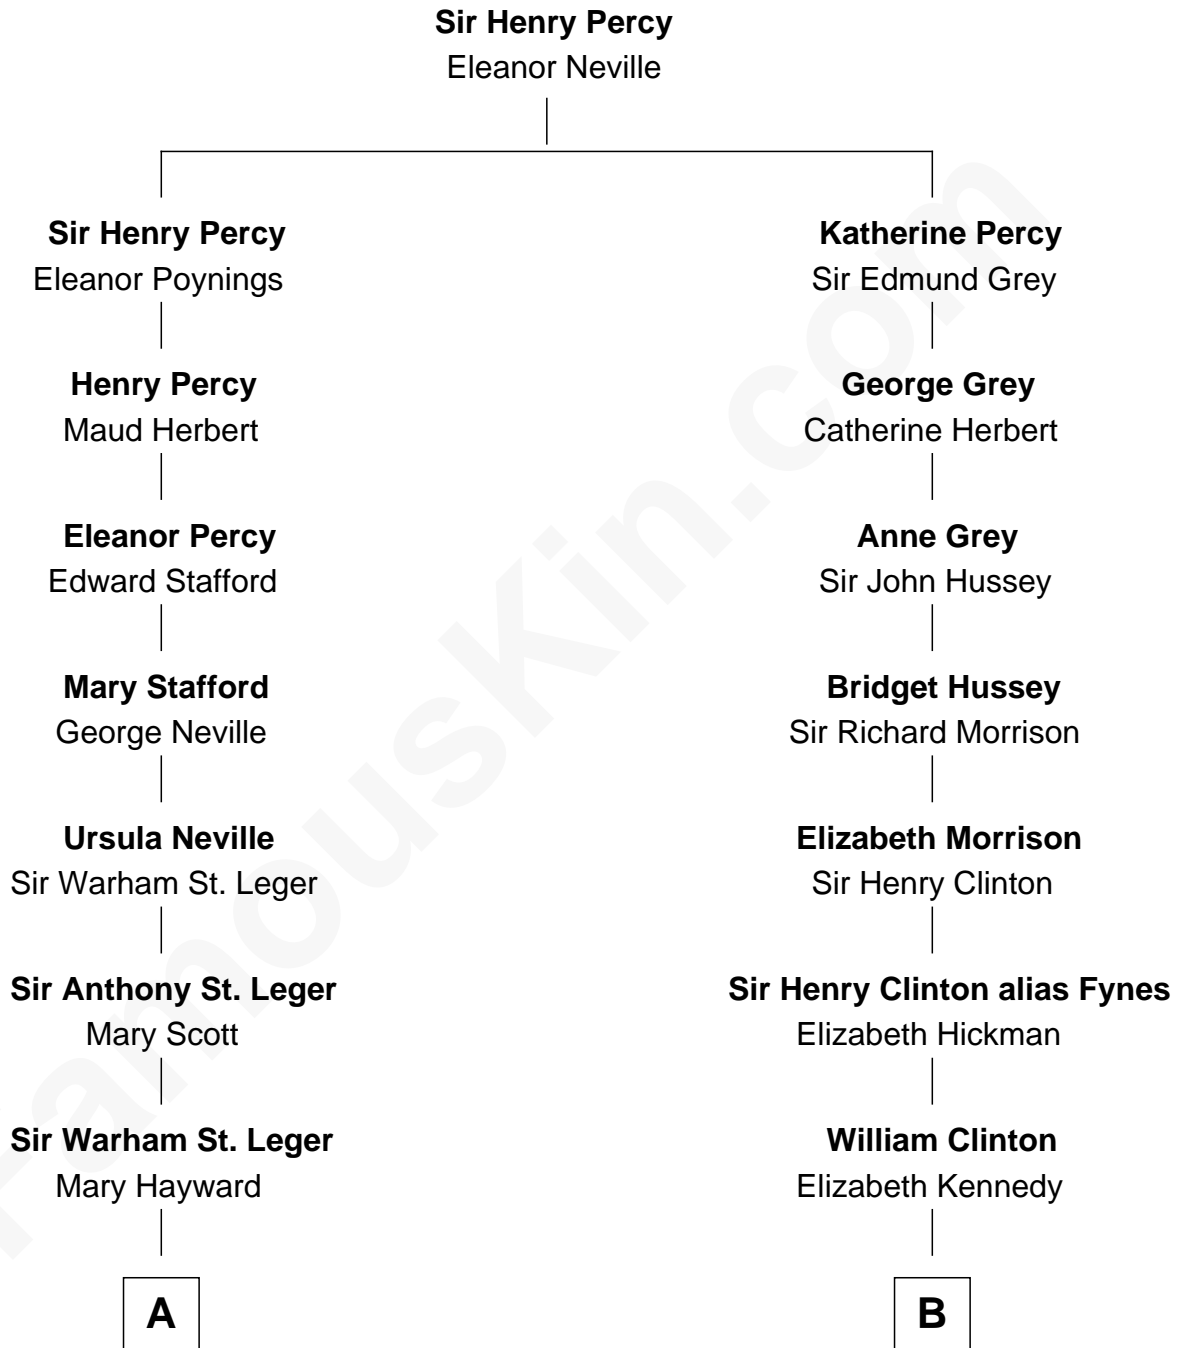 Sir Henry Percy
Eleanor Neville
Sir Henry Percy
Eleanor Poynings
Henry Percy
Maud Herbert
Eleanor Percy
Edward Stafford
Mary Stafford
George Neville
Ursula Neville
Sir Warham St. Leger
Sir Anthony St. Leger
Mary Scott
Sir Warham St. Leger
Mary Hayward
A
Katherine Percy
Sir Edmund Grey
George Grey
Catherine Herbert
Anne Grey
Sir John Hussey
Bridget Hussey
Sir Richard Morrison
Elizabeth Morrison
Sir Henry Clinton
Sir Henry Clinton alias Fynes
Elizabeth Hickman
William Clinton
Elizabeth Kennedy
B
FamousKin.com